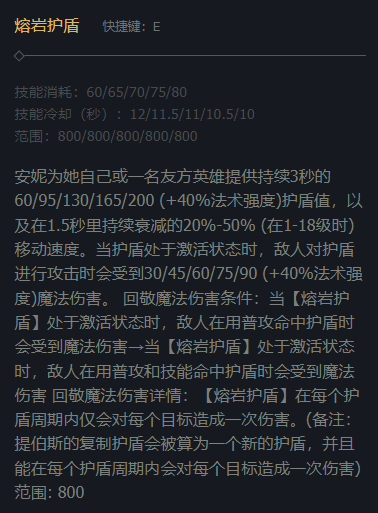 熔岩护盾 快捷键：E
技能消耗：60/65/70/75/80
技能冷却（秒）：12/11.5/11/10.5/10
范围：800/800/800/800/800
安妮为她自己或一名友方英雄提供持续3秒的
60/95/130/165/200 (+40%法术强度)护盾值，以
及在1.5秒里持续衰减的20%-50% (在1-18级时)
移动速度。当护盾处于激活状态时，敌人对护盾
进行攻击时会受到30/45/60/75/90 (+40%法术强
度)魔法伤害。 回敬魔法伤害条件：当【熔岩护
盾】处于激活状态时，敌人在用普攻命中护盾时
会受到魔法伤害→当【熔岩护盾】处于激活状态
时，敌人在用普攻和技能命中护盾时会受到魔法
伤害 回敬魔法伤害详情：【熔岩护盾】在每个护
盾周期内仅会对每个目标造成一次伤害。(备注：
提伯斯的复制护盾会被算为一个新的护盾，并且
能在每个护盾周期内会对每个目标造成一次伤害)
范围: 800